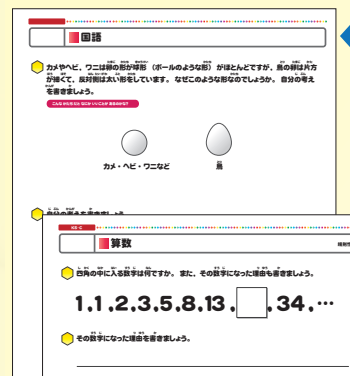 国語
カメやヘビ、ワニは卵の形が球形（ボールのような形）がほとんどですが、鳥の卵は片方
が細くて、反対側は太い形をしています。なぜこのような形なのでしょうか。自分の考え
を書きましょう。
カメ・ヘビ・ワニなど
鳥
算数
四角の中に入る数字は何ですか。また、その数字になった理由も書きましょう。
1,1,2,3,5,8,13,
,34,…
その数字になった理由を書きましょう。